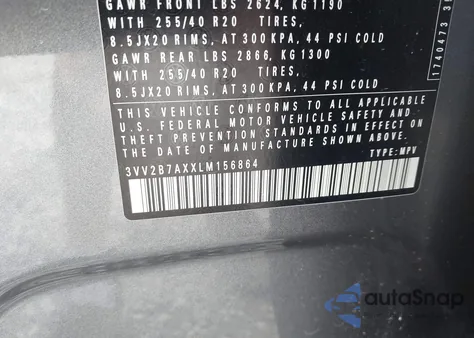 GAWR FRONT LBS 2624, KG 1190
WITH 255/40 R20 TIRES,
8.5JX20 RIMS, AT 300 KPA, 44 PSI COLD
GAWR REAR LBS 2866, KG 1300
WITH 255/40 R20 TIRES,
8.5JX20 RIMS, AT 300 KPA, 44 PSI COLD
THIS VEHICLE CONFORMS TO ALL APPLICABLE
U.S. FEDERAL MOTOR VEHICLE SAFETY AND
THEFT PREVENTION STANDARDS IN EFFECT ON
THE DATE OF MANUFACTURE SHOWN ABOVE
3VV2B7AXXLM156864 TYPE: MPV
1740473
autoSnap